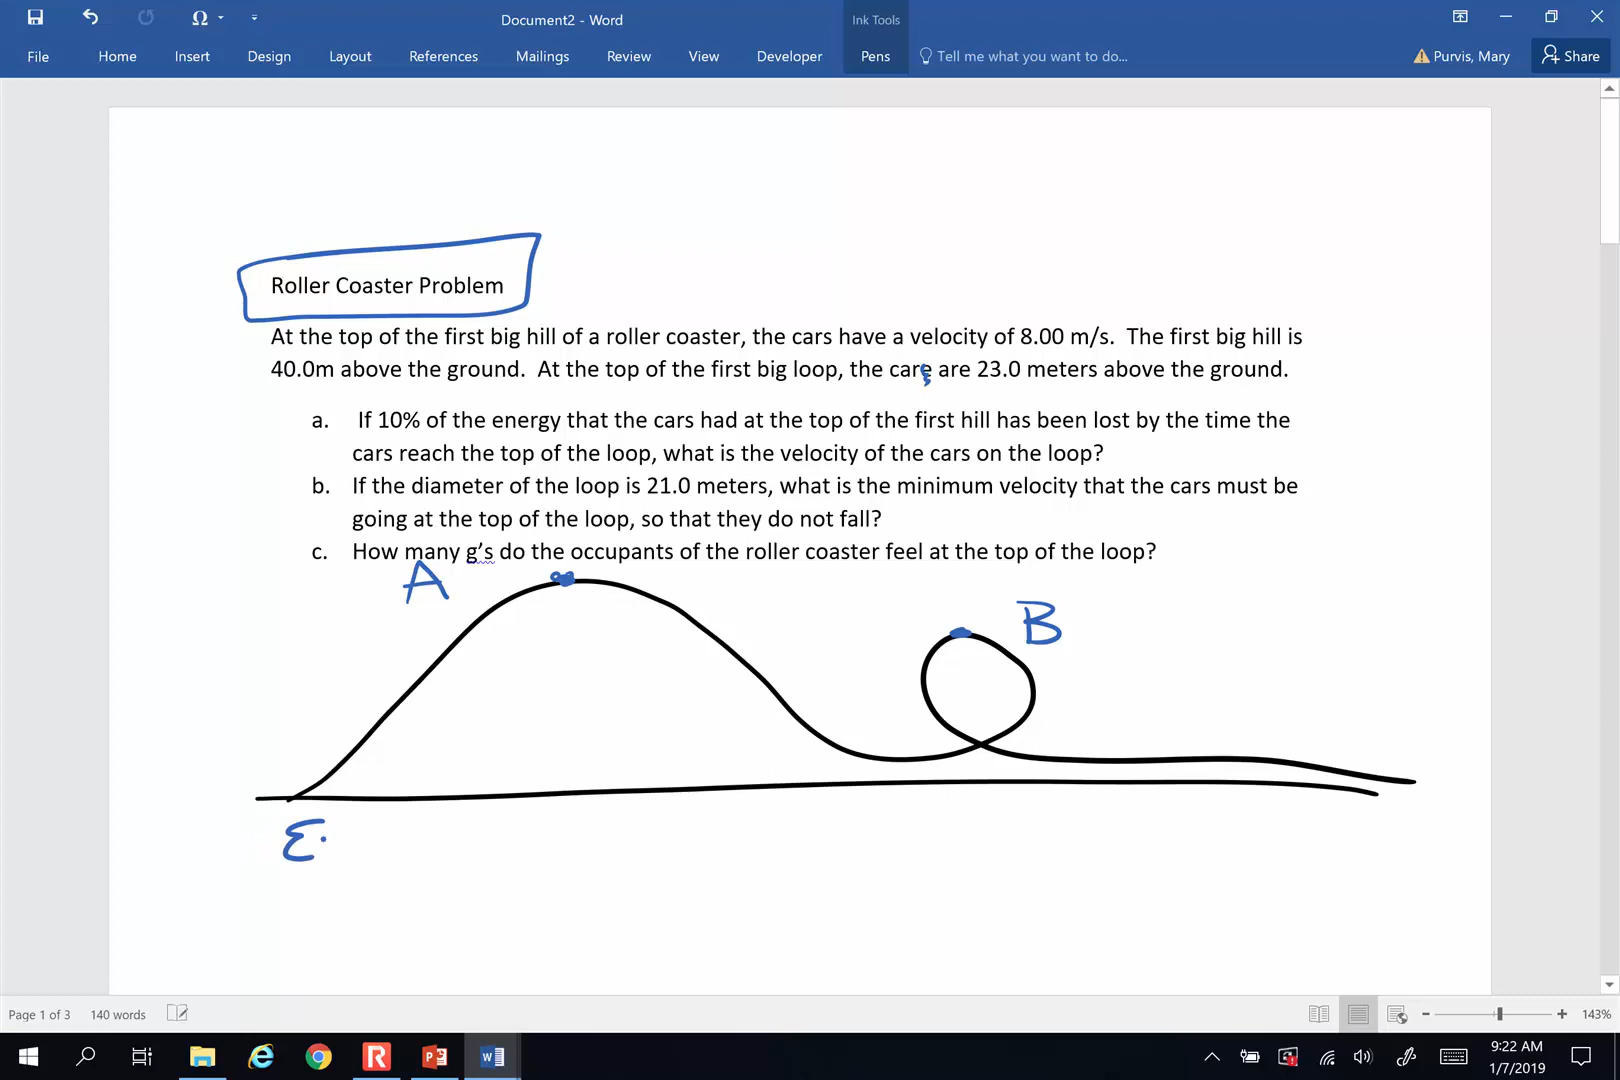 Document2 - Word
Ink Tools
File
Home
Insert
Design
Layout
References
Mailings
Review
View
Developer
Pens
Tell me what you want to do...
Purvis, Mary
Share
Roller Coaster Problem
At the top of the first big hill of a roller coaster, the cars have a velocity of 8.00 m/s. The first big hill is
40.0m above the ground. At the top of the first big loop, the cars are 23.0 meters above the ground.
a. If 10% of the energy that the cars had at the top of the first hill has been lost by the time the
cars reach the top of the loop, what is the velocity of the cars on the loop?
b. If the diameter of the loop is 21.0 meters, what is the minimum velocity that the cars must be
going at the top of the loop, so that they do not fall?
c. How many g's do the occupants of the roller coaster feel at the top of the loop?
A
B
Ɛ.
Page 1 of 3
140 words
143%
9:22 AM
1/7/2019